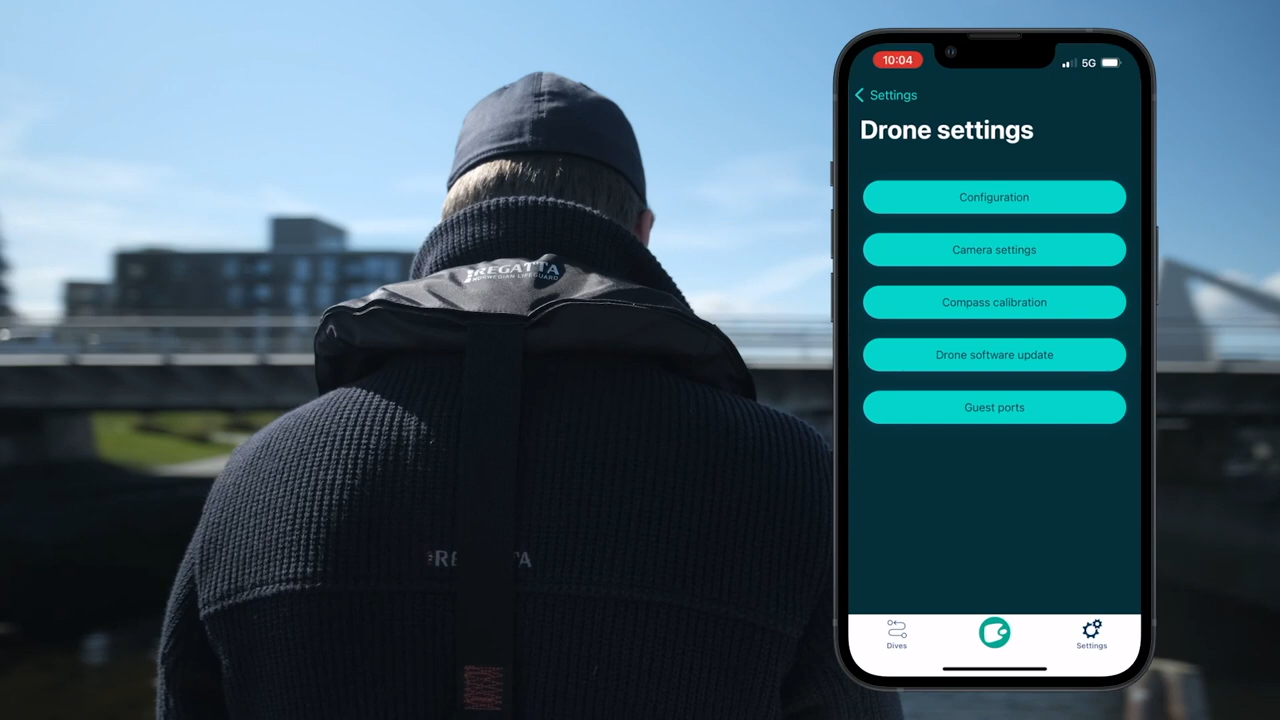 REGATTA
NORWEGIAN LIFEGUARD
10:04
5G
Settings
Drone settings
Configuration
Camera settings
Compass calibration
Drone software update
Guest ports
Dives
Settings